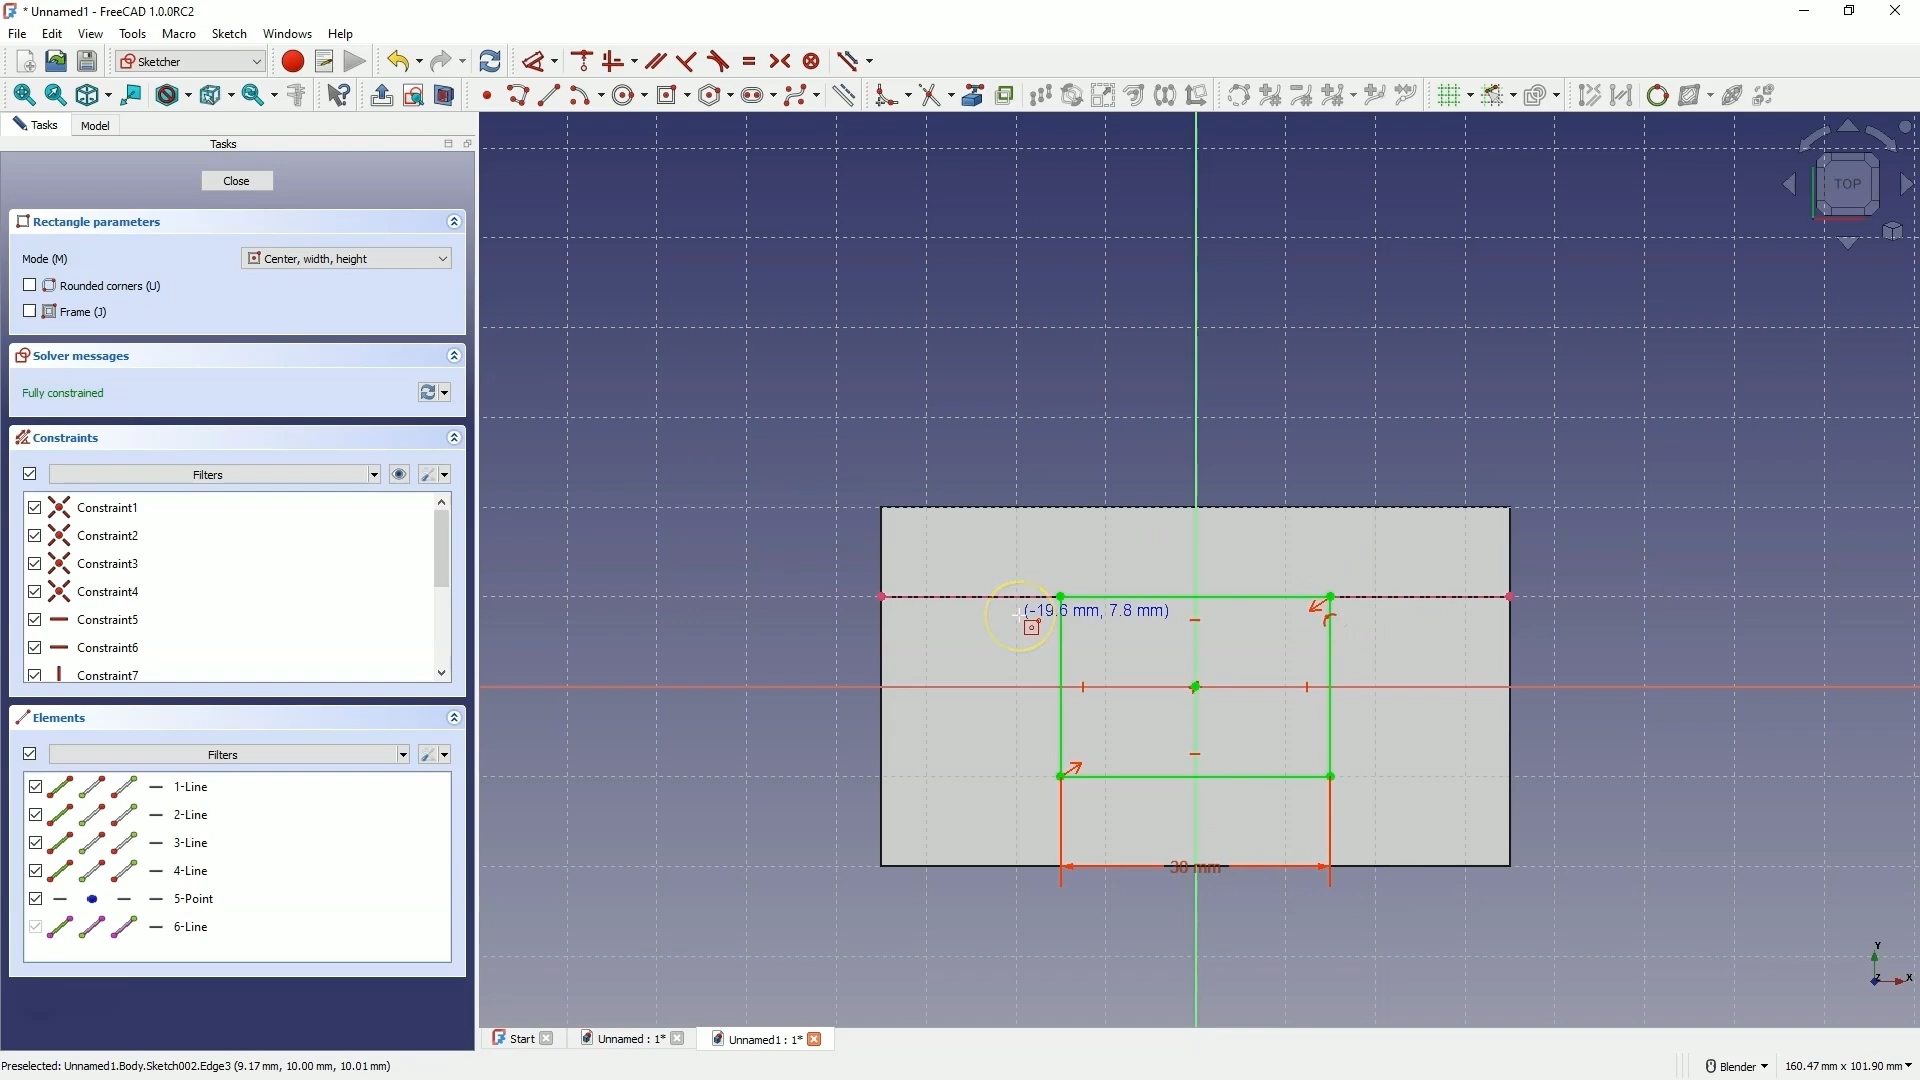 * Unnamed1 - FreeCAD 1.0.0RC2
File Edit View Tools Macro Sketch Windows Help
Sketcher
Tasks Model
Tasks
Close
Rectangle parameters
Mode (M) Center, width, height
Rounded corners (U)
Frame (J)
Solver messages
Fully constrained
Constraints
Filters
Constraint1
Constraint2
Constraint3
Constraint4
Constraint5
Constraint6
Constraint7
Elements
Filters
1-Line
2-Line
3-Line
4-Line
5-Point
6-Line
TOP
(-19.6 mm, 7.8 mm)
30 mm
Y
Z X
Start Unnamed : 1* Unnamed1 : 1*
Preselected: Unnamed1.Body.Sketch002.Edge3 (9.17 mm, 10.00 mm, 10.01 mm) Blender 160.47 mm x 101.90 mm